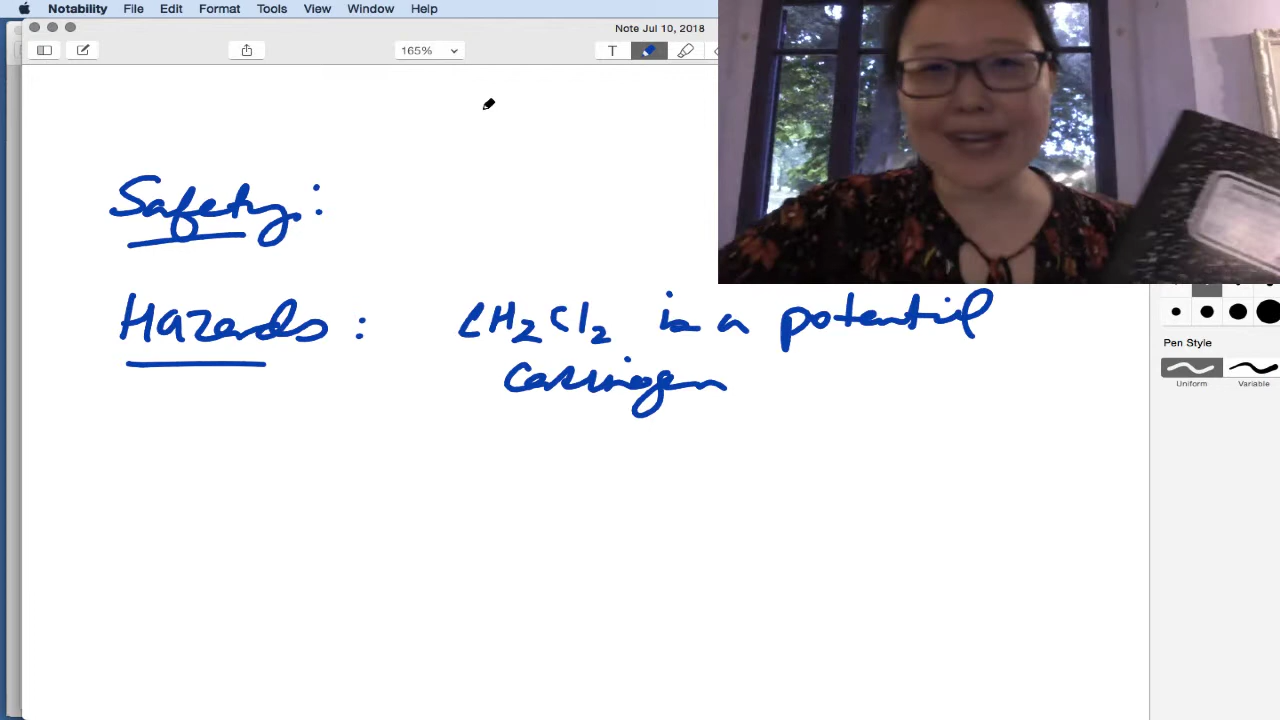 Notability File Edit Format Tools View Window Help
Note Jul 10, 2018
165% T
Safety:
Hazards: CH2Cl2 is a potential
carcinogen
Pen Style
Uniform Variable